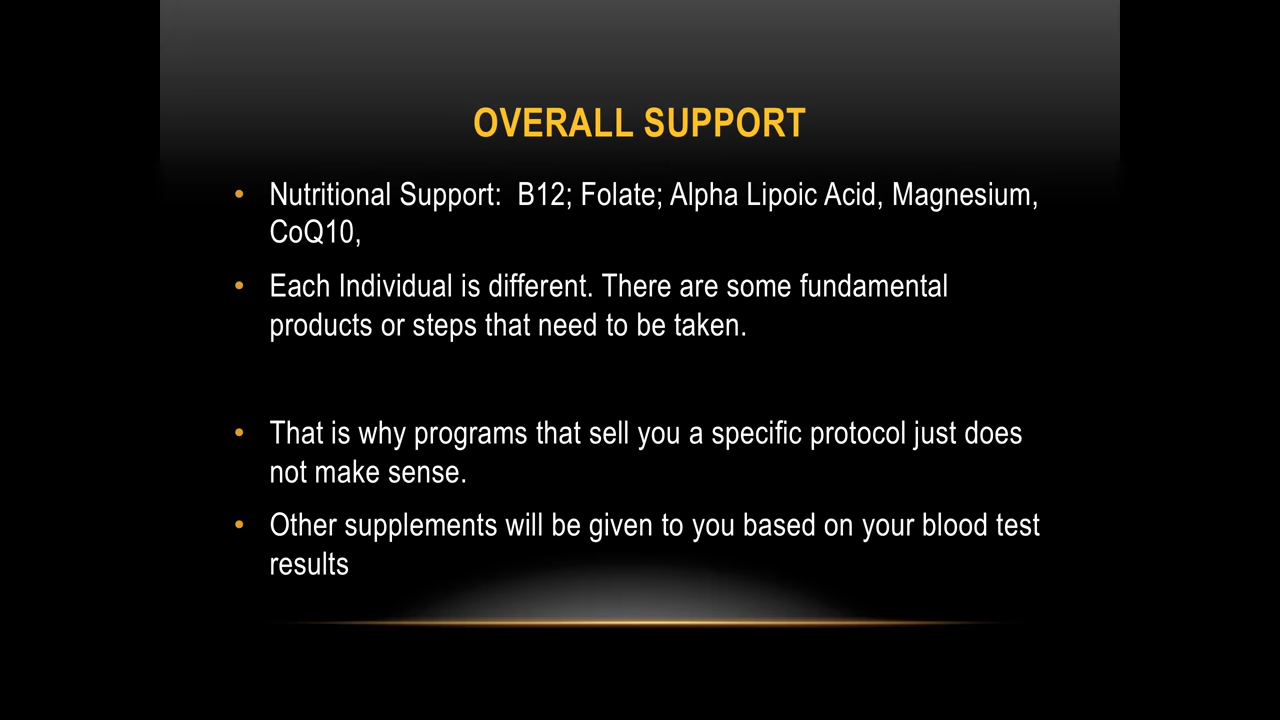 OVERALL SUPPORT
• Nutritional Support:  B12; Folate; Alpha Lipoic Acid, Magnesium,
CoQ10,
• Each Individual is different. There are some fundamental
products or steps that need to be taken.
• That is why programs that sell you a specific protocol just does
not make sense.
• Other supplements will be given to you based on your blood test
results